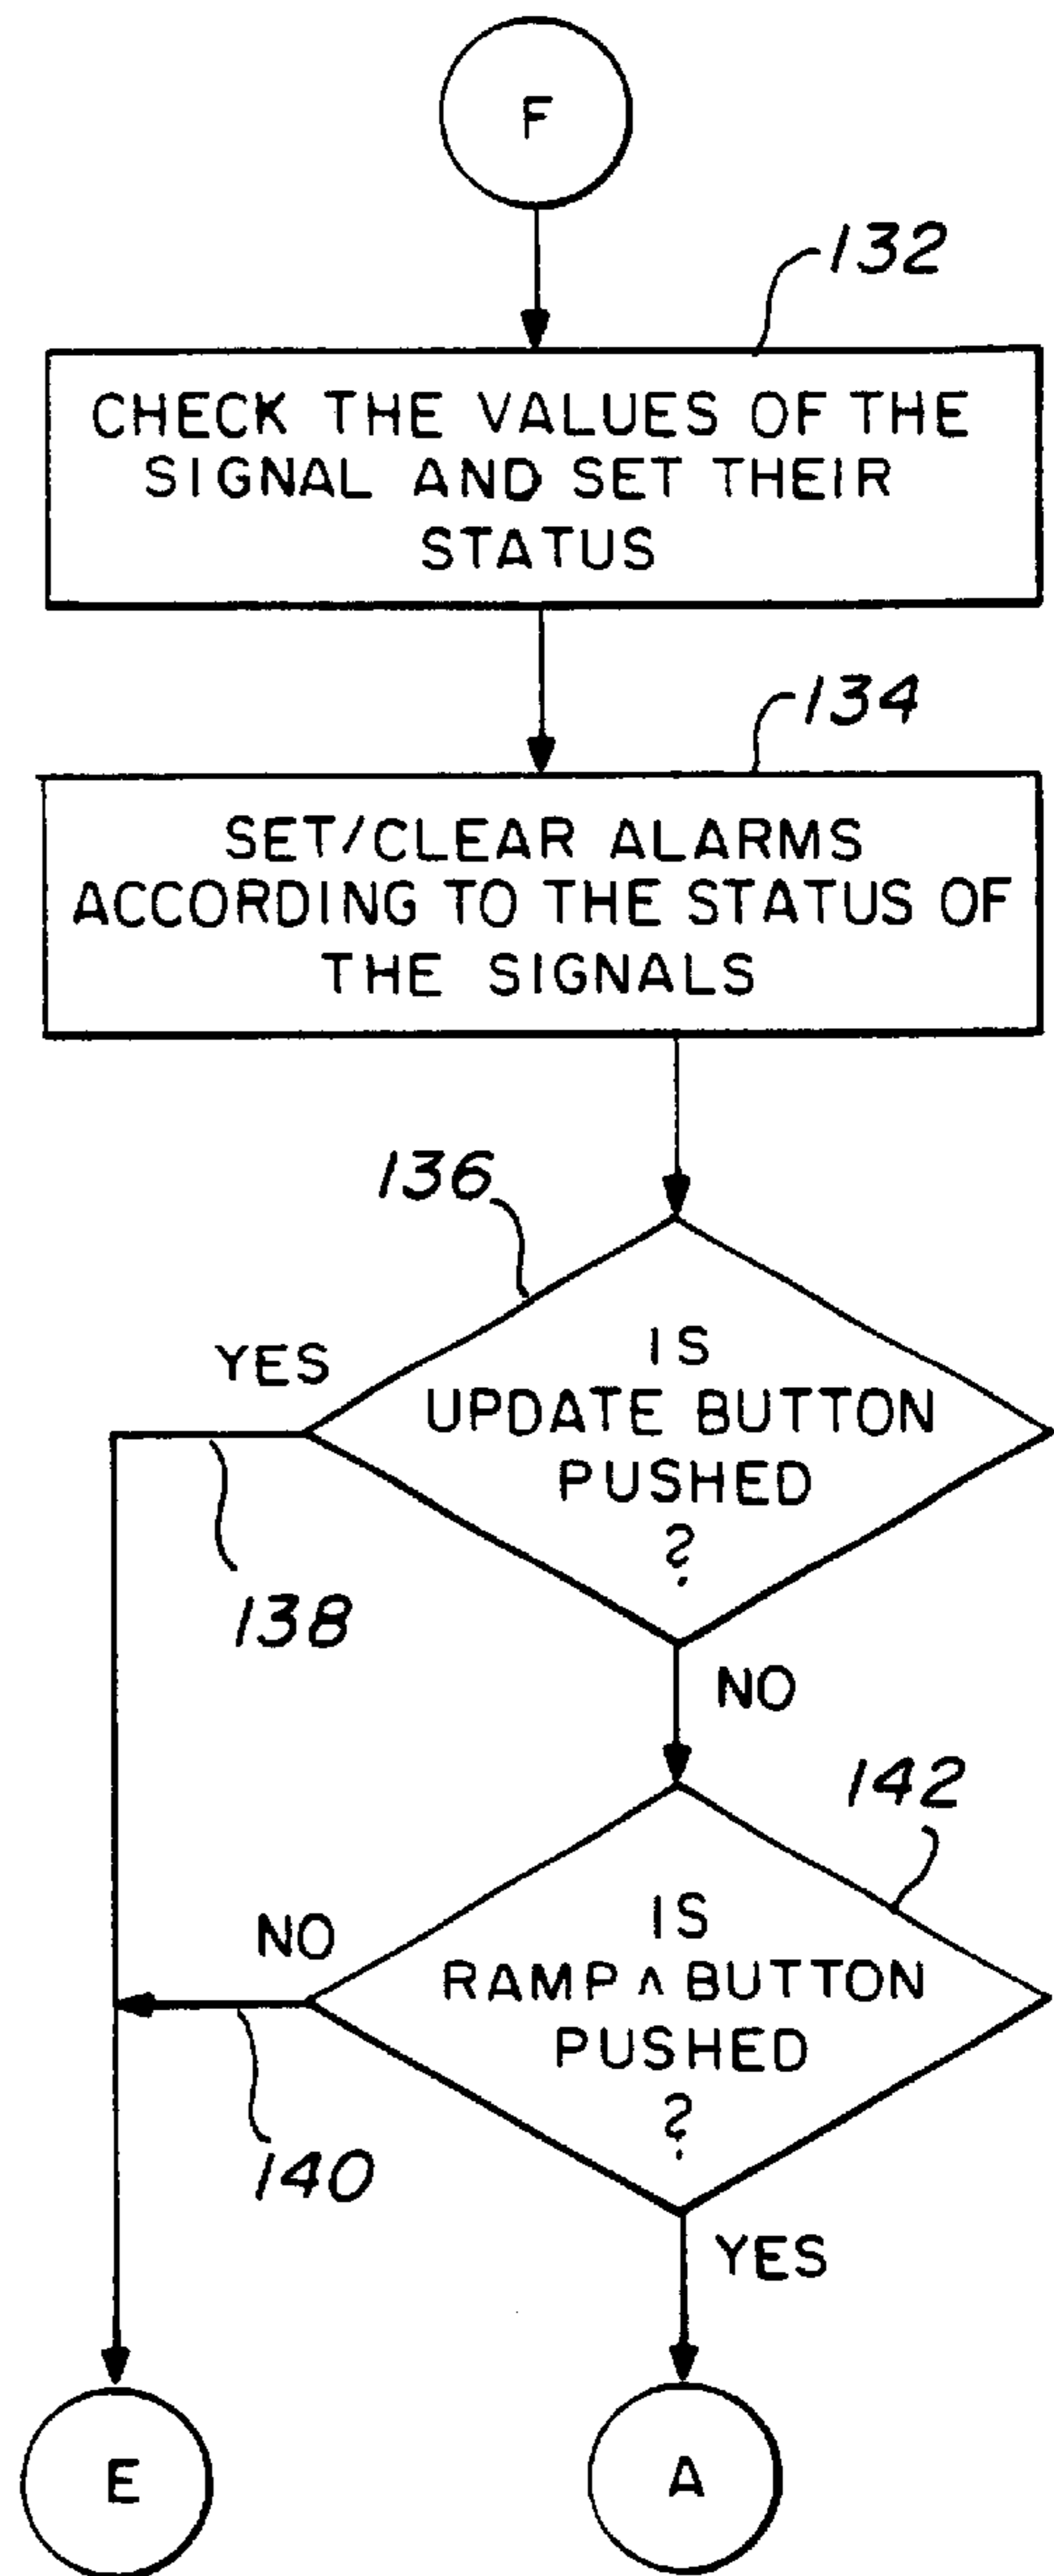 F
132
CHECK THE VALUES OF THE
SIGNAL AND SET THEIR
STATUS
134
SET/CLEAR ALARMS
ACCORDING TO THE STATUS OF
THE SIGNALS
136
YES
IS
UPDATE BUTTON
PUSHED
?
138
NO
142
NO
IS
RAMP ∧ BUTTON
PUSHED
?
140
YES
E
A